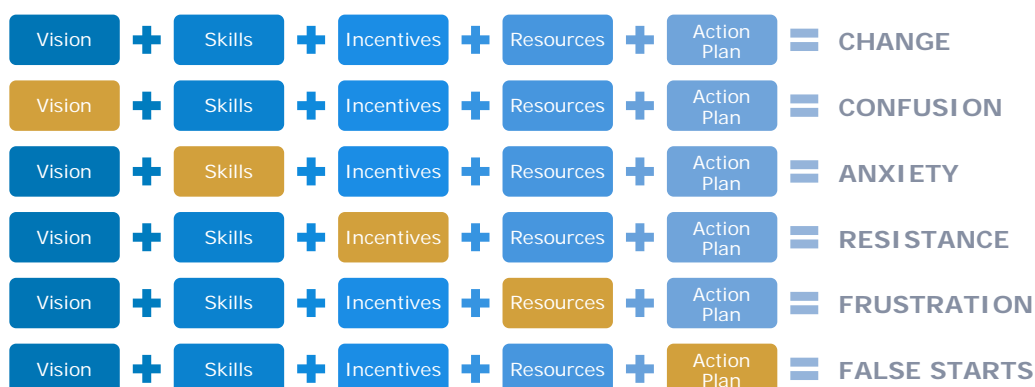 Vision + Skills + Incentives + Resources + Action Plan = CHANGE
Vision + Skills + Incentives + Resources + Action Plan = CONFUSION
Vision + Skills + Incentives + Resources + Action Plan = ANXIETY
Vision + Skills + Incentives + Resources + Action Plan = RESISTANCE
Vision + Skills + Incentives + Resources + Action Plan = FRUSTRATION
Vision + Skills + Incentives + Resources + Action Plan = FALSE STARTS